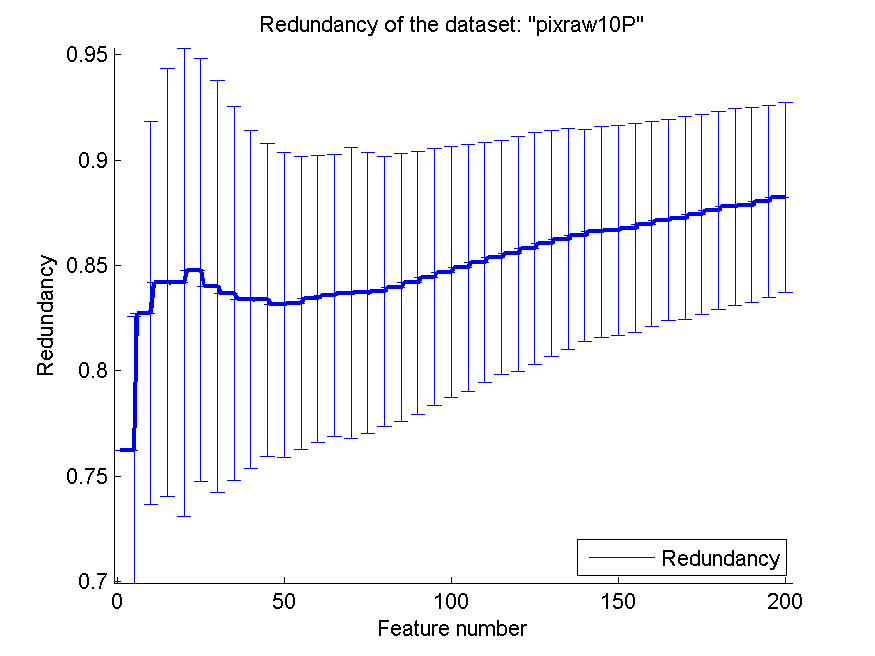 Redundancy of the dataset: "pixraw10P"
0.95
0.9
0.85
0.8
0.75
0.7
Redundancy
Redundancy
0
50
100
150
200
Feature number